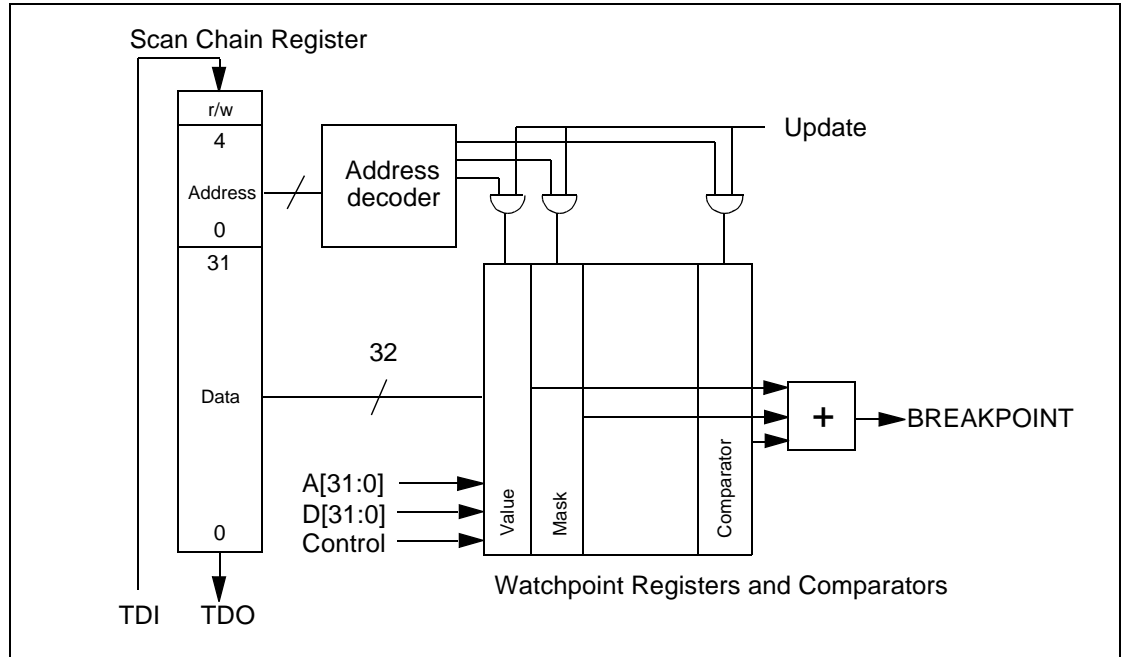 Scan Chain Register
r/w
4
Address
0
31
Data
0
TDI
TDO
Address
decoder
Update
32
A[31:0]
D[31:0]
Control
Value
Mask
Comparator
+
BREAKPOINT
Watchpoint Registers and Comparators